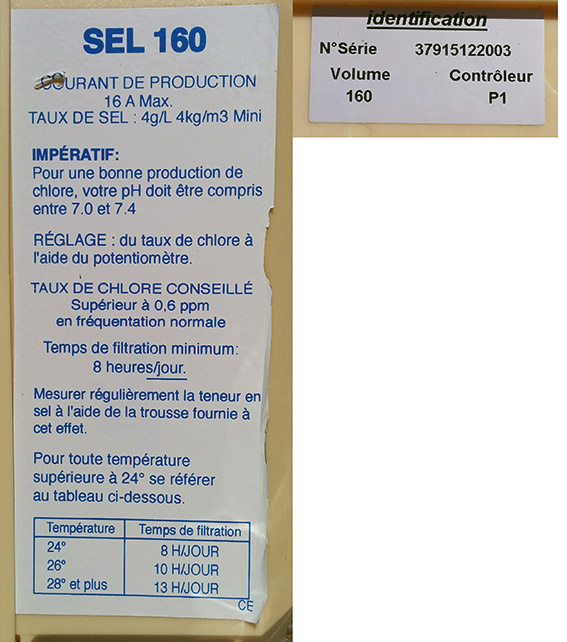 SEL 160
COURANT DE PRODUCTION
16 A Max.
TAUX DE SEL : 4g/L 4kg/m3 Mini
IMPÉRATIF:
Pour une bonne production de
chlore, votre pH doit être compris
entre 7.0 et 7.4
RÉGLAGE : du taux de chlore à
l'aide du potentiomètre.
TAUX DE CHLORE CONSEILLÉ
Supérieur à 0,6 ppm
en fréquentation normale
Temps de filtration minimum:
8 heures/jour.
Mesurer régulièrement la teneur en
sel à l'aide de la trousse fournie à
cet effet.
Pour toute température
supérieure à 24° se référer
au tableau ci-dessous.
Température Temps de filtration
24° 8 H/JOUR
26° 10 H/JOUR
28° et plus 13 H/JOUR
CE
identification
N°Série 37915122003
Volume Contrôleur
160 P1